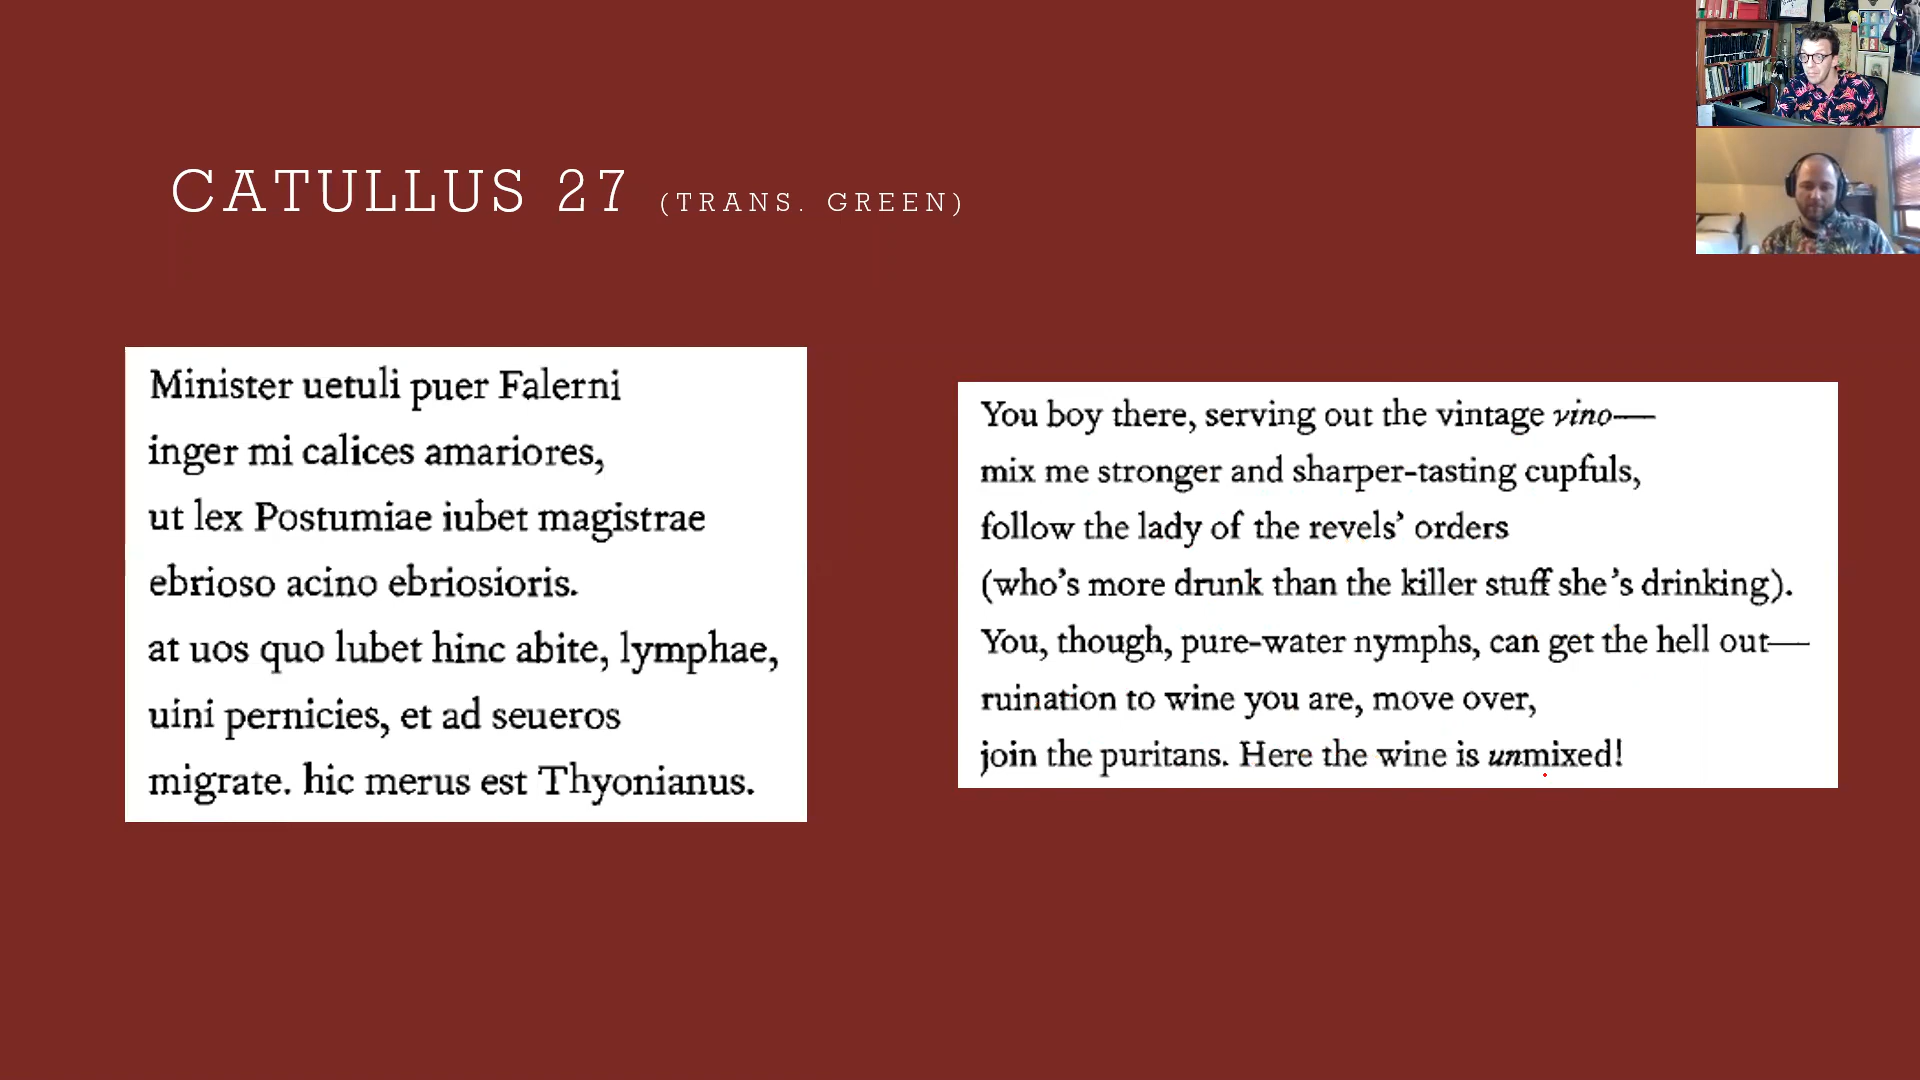 CATULLUS 27 (TRANS. GREEN)
Minister uetuli puer Falerni
inger mi calices amariores,
ut lex Postumiae iubet magistrae
ebrioso acino ebriosioris.
at uos quo lubet hinc abite, lymphae,
uini pernicies, et ad seueros
migrate. hic merus est Thyonianus.
You boy there, serving out the vintage vino—
mix me stronger and sharper-tasting cupfuls,
follow the lady of the revels’ orders
(who’s more drunk than the killer stuff she’s drinking).
You, though, pure-water nymphs, can get the hell out—
ruination to wine you are, move over,
join the puritans. Here the wine is unmixed!